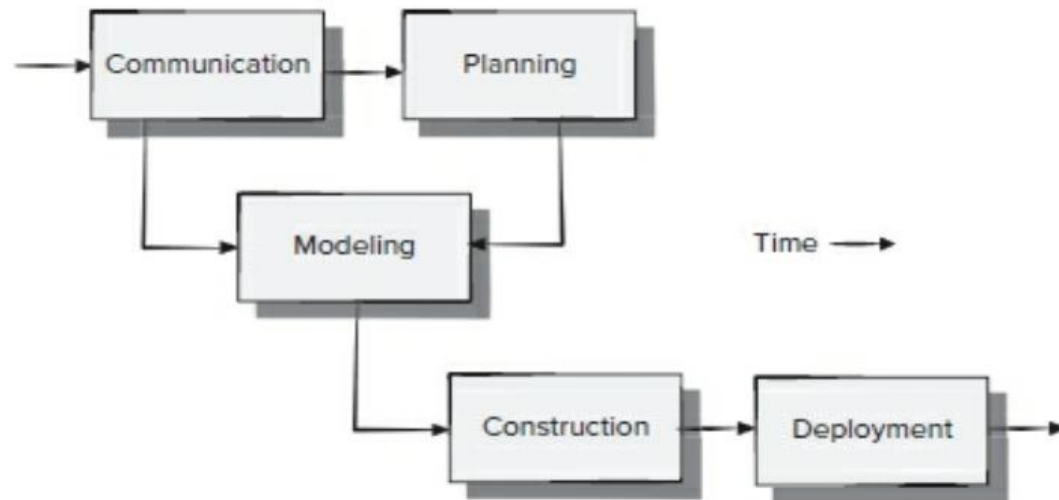 Communication
Planning
Modeling
Time
Construction
Deployment